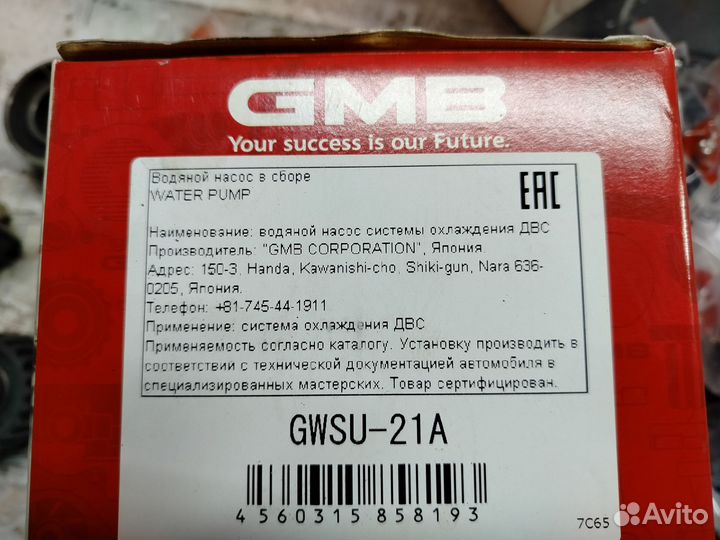 GMB
Your success is our Future.
Водяной насос в сборе
WATER PUMP
EAC
Наименование: водяной насос системы охлаждения ДВС
Производитель: "GMB CORPORATION", Япония.
Адрес: 150-3, Handa, Kawanishi-cho, Shiki-gun, Nara 636-
0205, Япония.
Телефон: +81-745-44-1911
Применение: система охлаждения ДВС
Применяемость согласно каталогу. Установку производить в
соответствии с технической документацией автомобиля в
специализированных мастерских. Товар сертифицирован.
GWSU-21A
4560315 858193
7C65
Avito